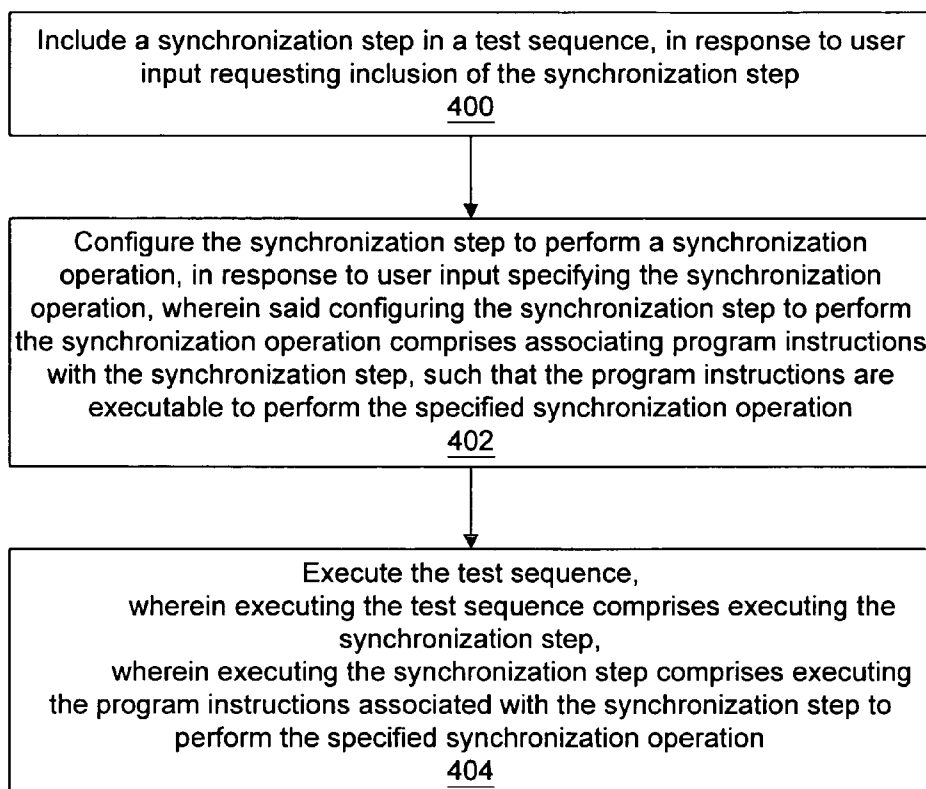 Include a synchronization step in a test sequence, in response to user
input requesting inclusion of the synchronization step
400
Configure the synchronization step to perform a synchronization
operation, in response to user input specifying the synchronization
operation, wherein said configuring the synchronization step to perform
the synchronization operation comprises associating program instructions
with the synchronization step, such that the program instructions are
executable to perform the specified synchronization operation
402
Execute the test sequence,
wherein executing the test sequence comprises executing the
synchronization step,
wherein executing the synchronization step comprises executing
the program instructions associated with the synchronization step to
perform the specified synchronization operation
404